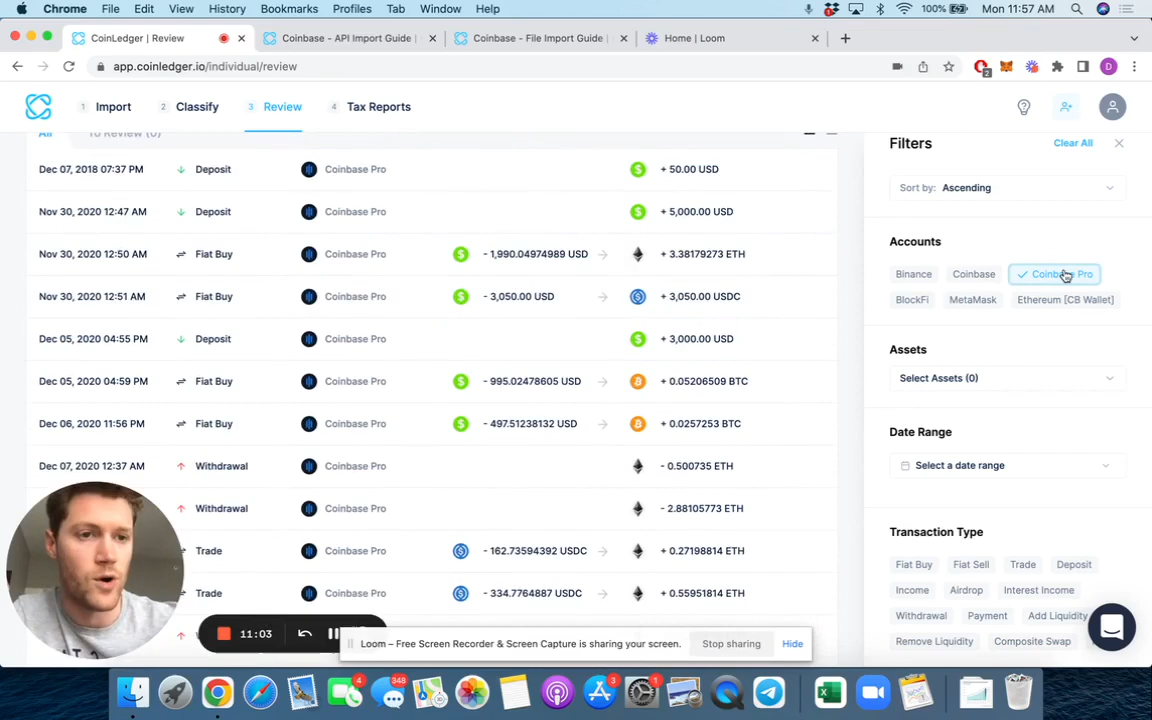 Chrome File Edit View History Bookmarks Profiles Tab Window Help 100% Mon 11:57 AM
CoinLedger | Review Coinbase - API Import Guide | Coinbase - File Import Guide | Home | Loom
app.coinledger.io/individual/review 2 D
1 Import 2 Classify 3 Review 4 Tax Reports
All To Review (0)
Dec 07, 2018 07:37 PM Deposit Coinbase Pro + 50.00 USD
Nov 30, 2020 12:47 AM Deposit Coinbase Pro + 5,000.00 USD
Nov 30, 2020 12:50 AM Fiat Buy Coinbase Pro - 1,990.04974989 USD → + 3.38179273 ETH
Nov 30, 2020 12:51 AM Fiat Buy Coinbase Pro - 3,050.00 USD → + 3,050.00 USDC
Dec 05, 2020 04:55 PM Deposit Coinbase Pro + 3,000.00 USD
Dec 05, 2020 04:59 PM Fiat Buy Coinbase Pro - 995.02478605 USD → + 0.05206509 BTC
Dec 06, 2020 11:56 PM Fiat Buy Coinbase Pro - 497.51238132 USD → + 0.0257253 BTC
Dec 07, 2020 12:37 AM Withdrawal Coinbase Pro - 0.500735 ETH
Withdrawal Coinbase Pro - 2.88105773 ETH
Trade Coinbase Pro - 162.73594392 USDC → + 0.27198814 ETH
Trade Coinbase Pro - 334.7764887 USDC → + 0.55951814 ETH
Filters Clear All
Sort by: Ascending
Accounts
Binance Coinbase Coinbase Pro
BlockFi MetaMask Ethereum [CB Wallet]
Assets
Select Assets (0)
Date Range
Select a date range
Transaction Type
Fiat Buy Fiat Sell Trade Deposit
Income Airdrop Interest Income
Withdrawal Payment Add Liquidity
Remove Liquidity Composite Swap
11:03
Loom – Free Screen Recorder & Screen Capture is sharing your screen. Stop sharing Hide
4 348 3 1